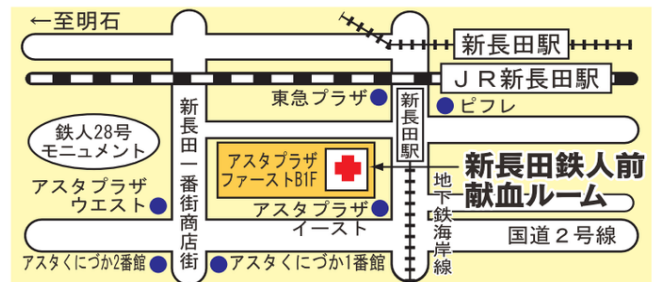 ←至明石
新長田駅
JR新長田駅
東急プラザ
新長田駅
ピフレ
新長田一番街商店街
鉄人28号
モニュメント
アスタプラザ
ファーストB1F
新長田鉄人前
献血ルーム
アスタプラザ
ウエスト
アスタプラザ
イースト
地下鉄海岸線
国道2号線
アスタくにづか2番館
アスタくにづか1番館